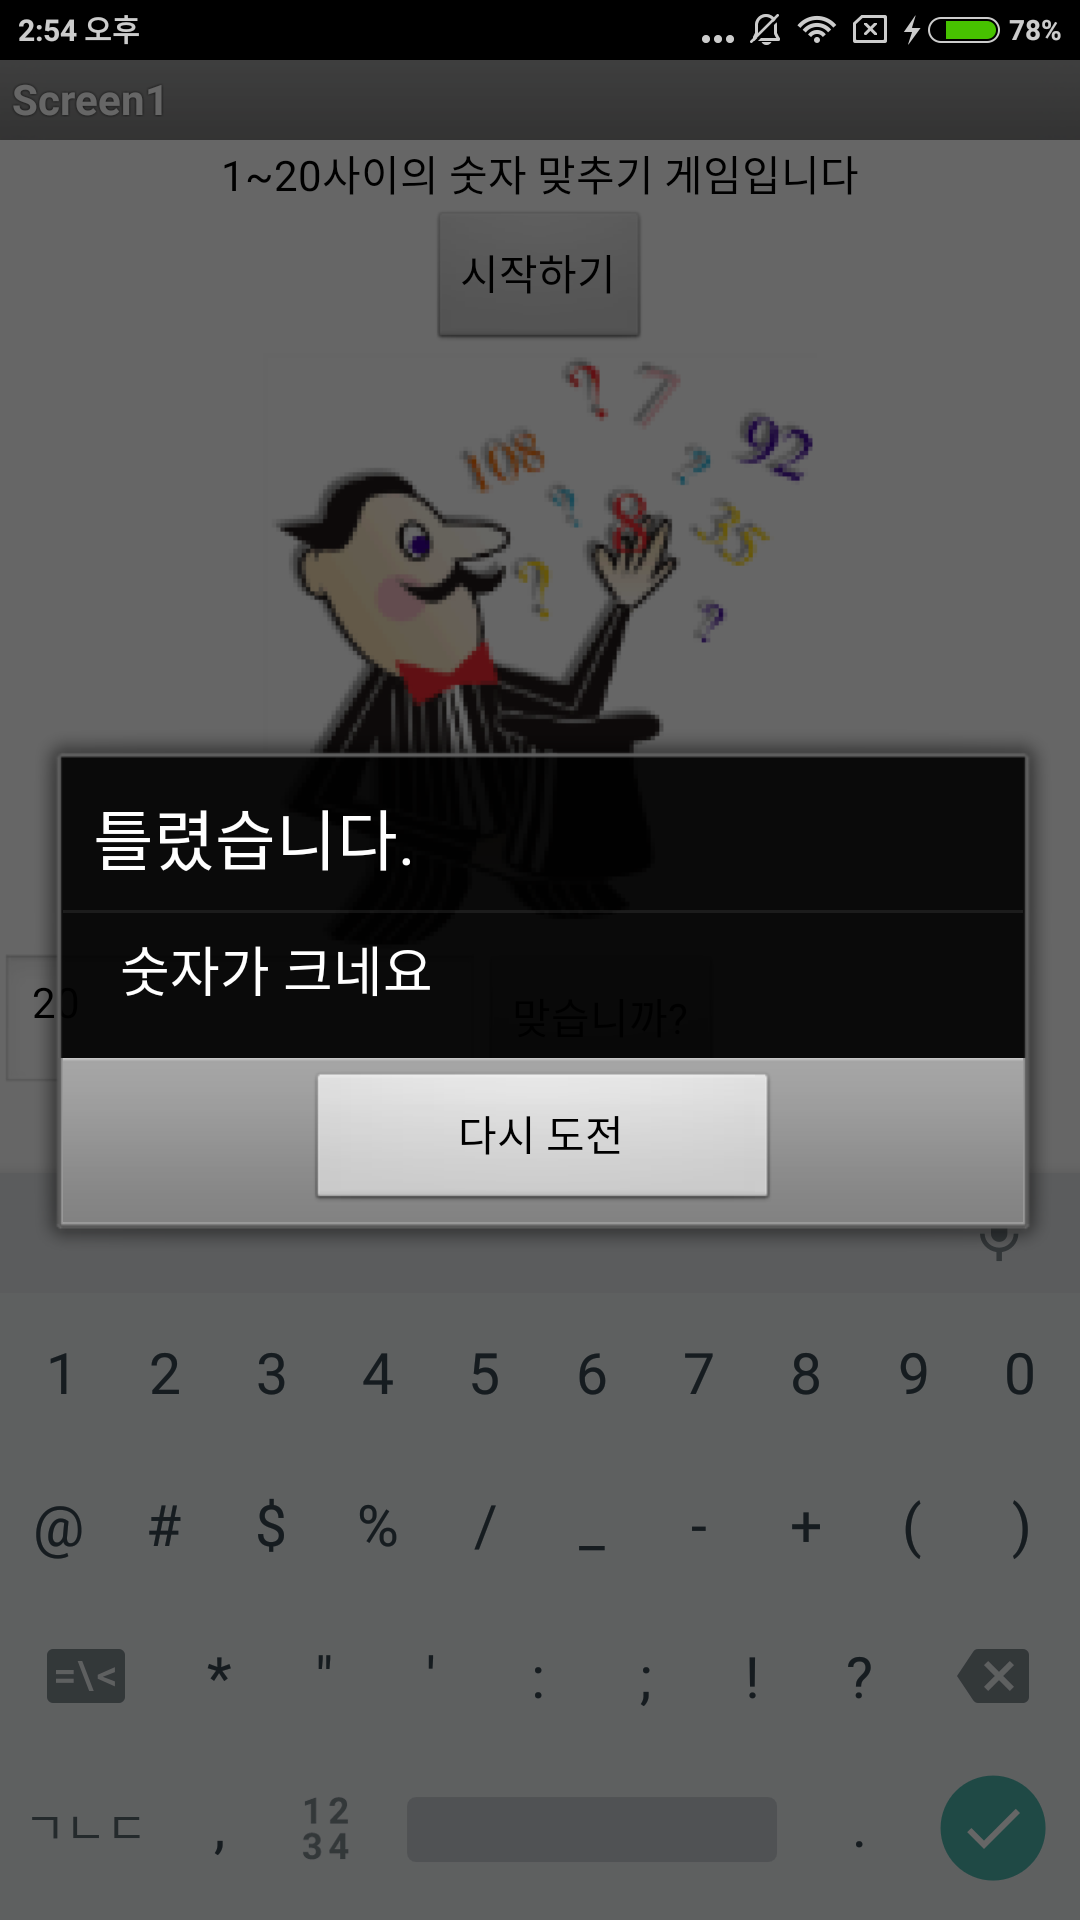 2:54 오후
78%
Screen1
1~20사이의 숫자 맞추기 게임입니다
시작하기
? 7
108 ? 92
? 8 35
?
?
틀렸습니다.
숫자가 크네요
20
맞습니까?
다시 도전
1 2 3 4 5 6 7 8 9 0
@ # $ % / _ - + ( )
=\< * " ' : ; ! ?
ㄱㄴㄷ , 12 .
34